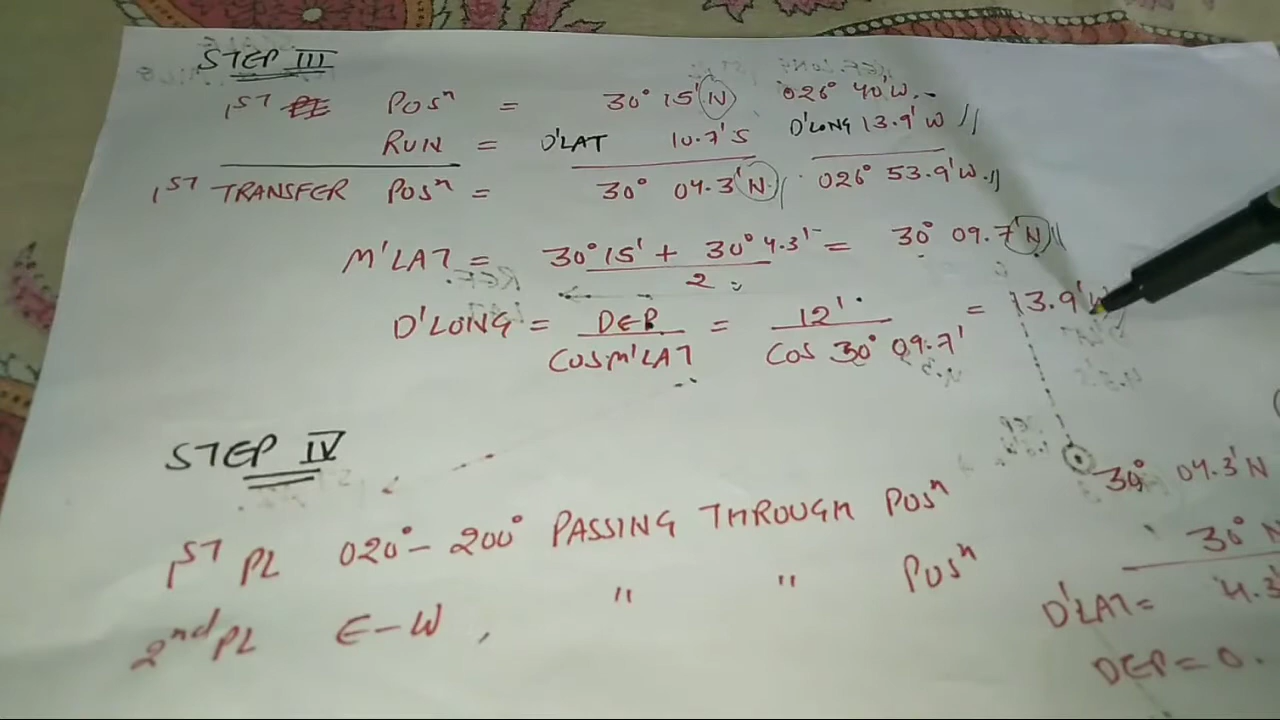 STEP III
1ST POSⁿ = 30° 15' N 026° 40' W.
RUN = D'LAT 10.7'S D'LONG 13.9' W //
1ST TRANSFER POSⁿ = 30° 04.3' N // 026° 53.9' W. //
M'LAT = 30°15' + 30° 4.3' / 2 = 30° 09.7' N //
D'LONG = DEP / COS M'LAT = 12' / COS 30° 09.7' = 13.9' W
STEP IV
30° 04.3' N
1ST PL 020° - 200° PASSING THROUGH POSⁿ
30° N
2nd PL E-W, " " POSⁿ
D'LAT = 4.3
DEP = 0.